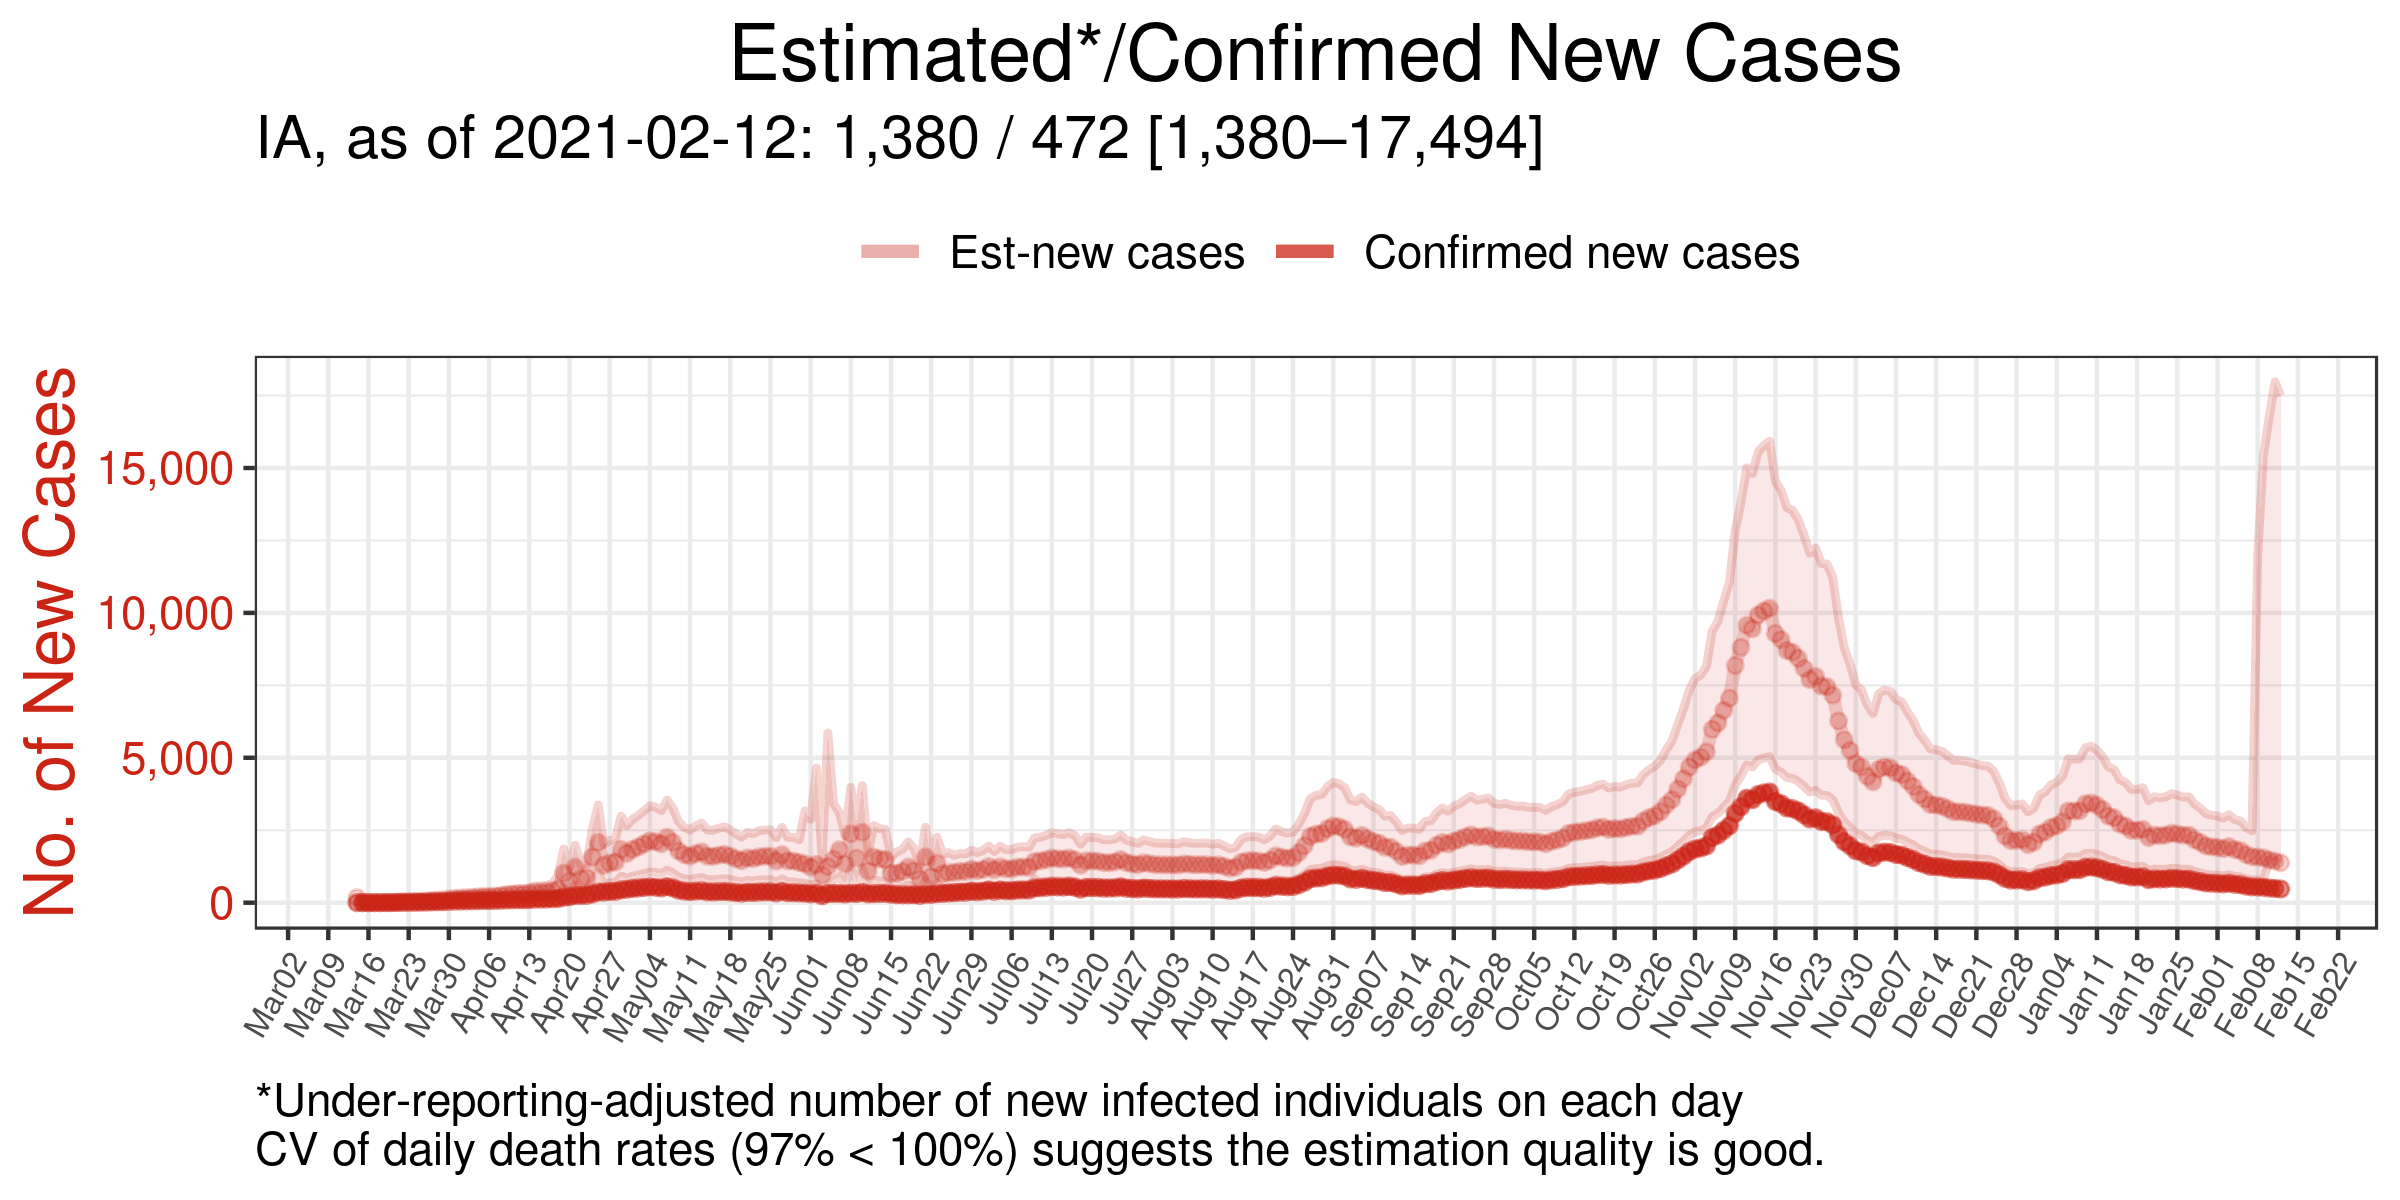 Estimated*/Confirmed New Cases
IA, as of 2021-02-12: 1,380 / 472 [1,380–17,494]
Est-new cases
Confirmed new cases
No. of New Cases
15,000
10,000
5,000
0
Mar02
Mar09
Mar16
Mar23
Mar30
Apr06
Apr13
Apr20
Apr27
May04
May11
May18
May25
Jun01
Jun08
Jun15
Jun22
Jun29
Jul06
Jul13
Jul20
Jul27
Aug03
Aug10
Aug17
Aug24
Aug31
Sep07
Sep14
Sep21
Sep28
Oct05
Oct12
Oct19
Oct26
Nov02
Nov09
Nov16
Nov23
Nov30
Dec07
Dec14
Dec21
Dec28
Jan04
Jan11
Jan18
Jan25
Feb01
Feb08
Feb15
Feb22
*Under-reporting-adjusted number of new infected individuals on each day
CV of daily death rates (97% < 100%) suggests the estimation quality is good.